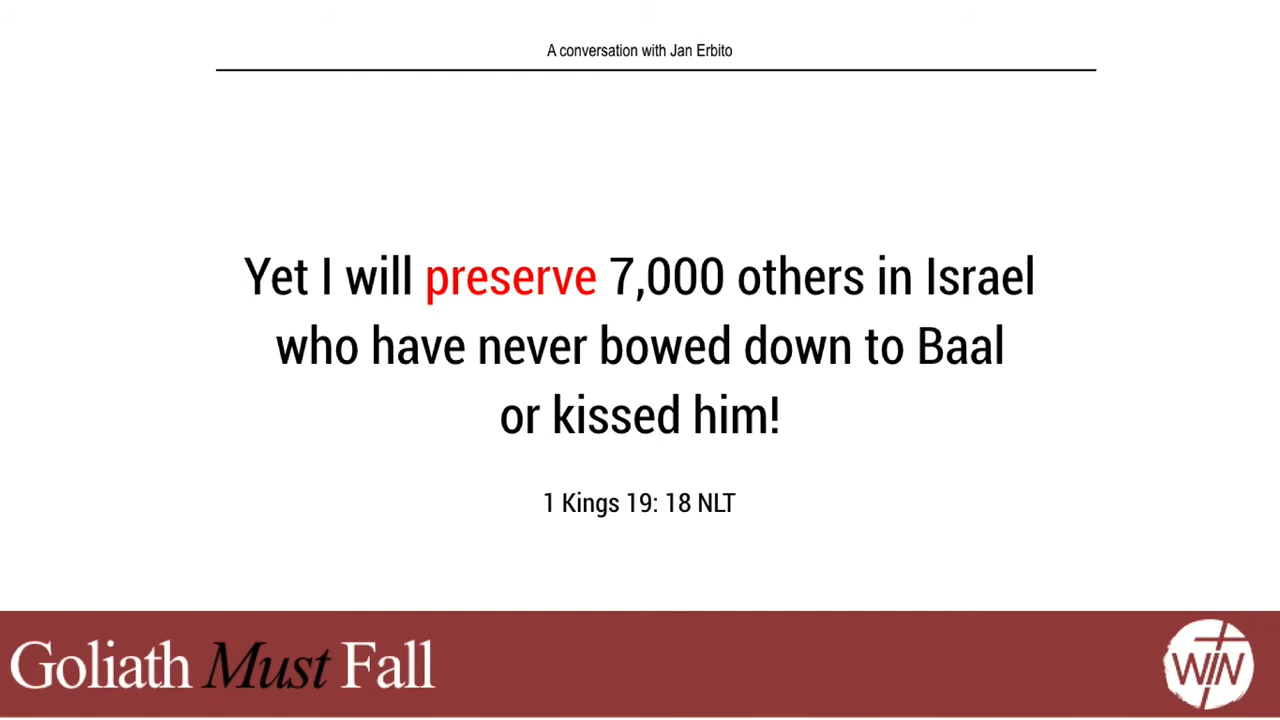 A conversation with Jan Erbito
Yet I will preserve 7,000 others in Israel
who have never bowed down to Baal
or kissed him!
1 Kings 19: 18 NLT
Goliath Must Fall
WIN